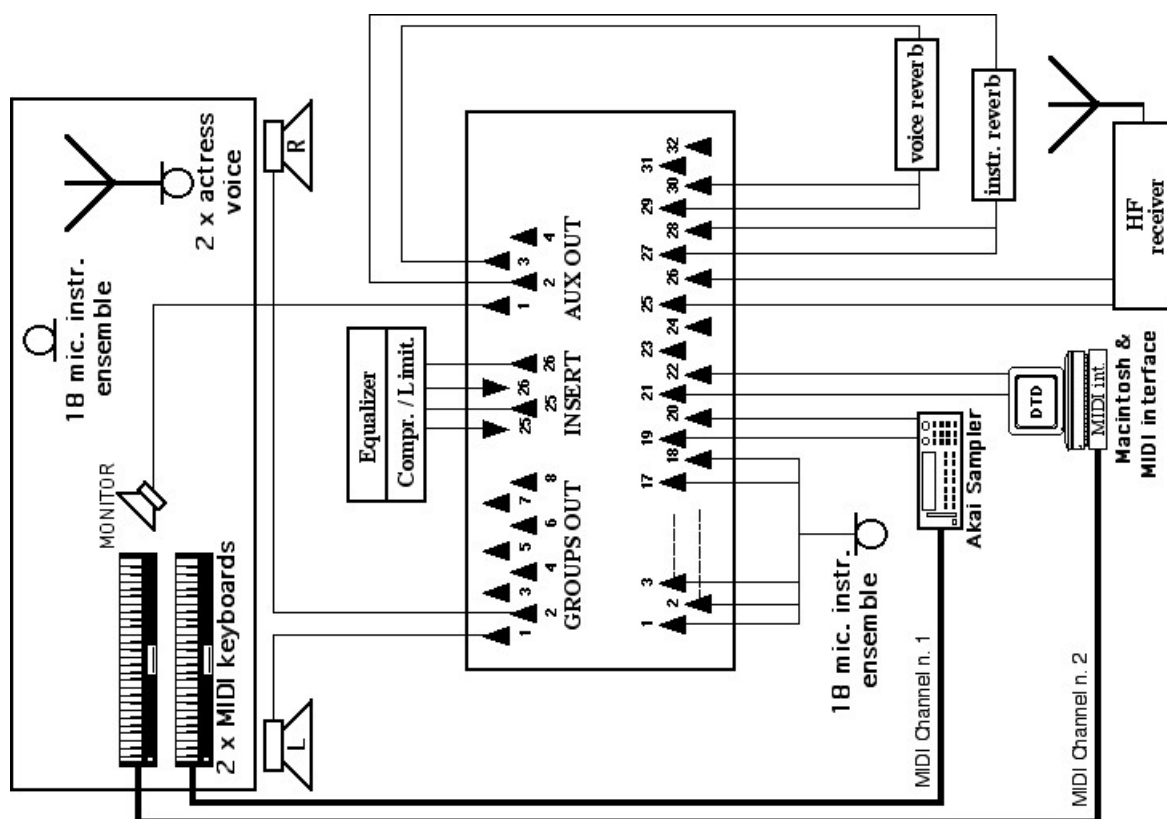 18 mic. instr.
ensemble
2 x actress
voice
MONITOR
2 x MIDI keyboards
L
R
Equalizer
Compr. / Limit.
1
2
3
4
5
6
7
8
GROUPS OUT
25
25
26
26
INSERT
1
2
3
4
AUX OUT
1
2
3
17
18
19
20
21
22
23
24
25
26
27
28
29
30
31
32
voice reverb
instr. reverb
HF
receiver
18 mic. instr.
ensemble
Akai Sampler
DTD
MIDI int.
Macintosh &
MIDI interface
MIDI Channel n. 1
MIDI Channel n. 2